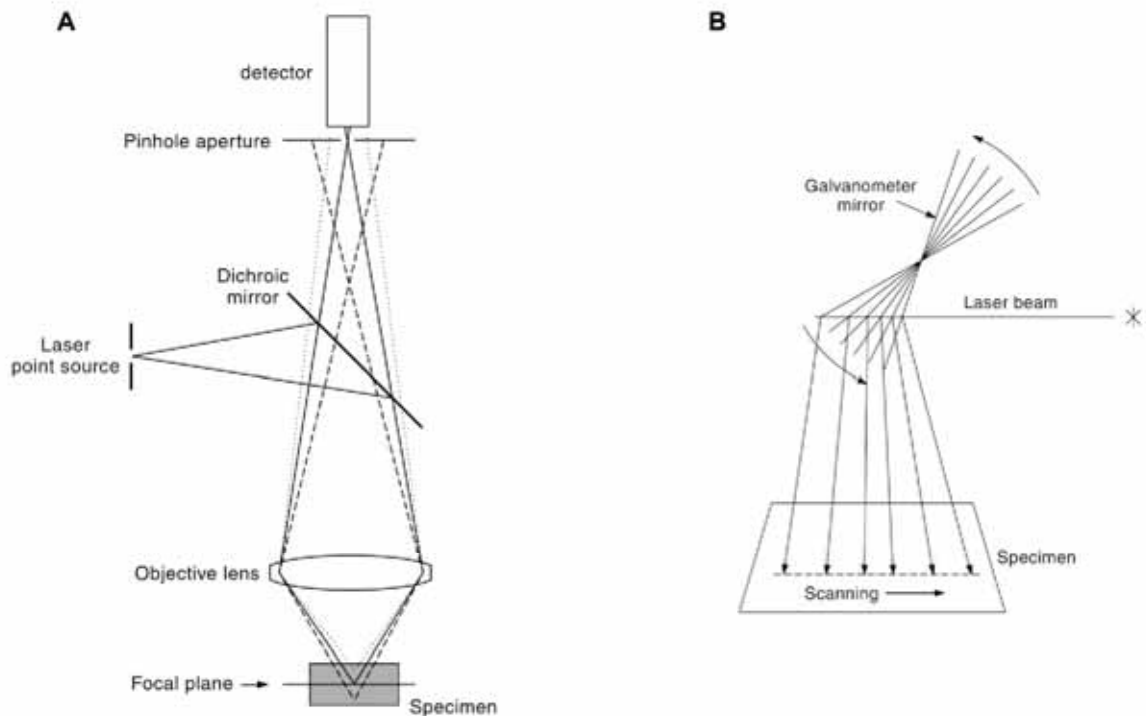 A
detector
Pinhole aperture
Dichroic
mirror
Laser
point source
Objective lens
Focal plane
Specimen
B
Galvanometer
mirror
Laser beam
Specimen
Scanning